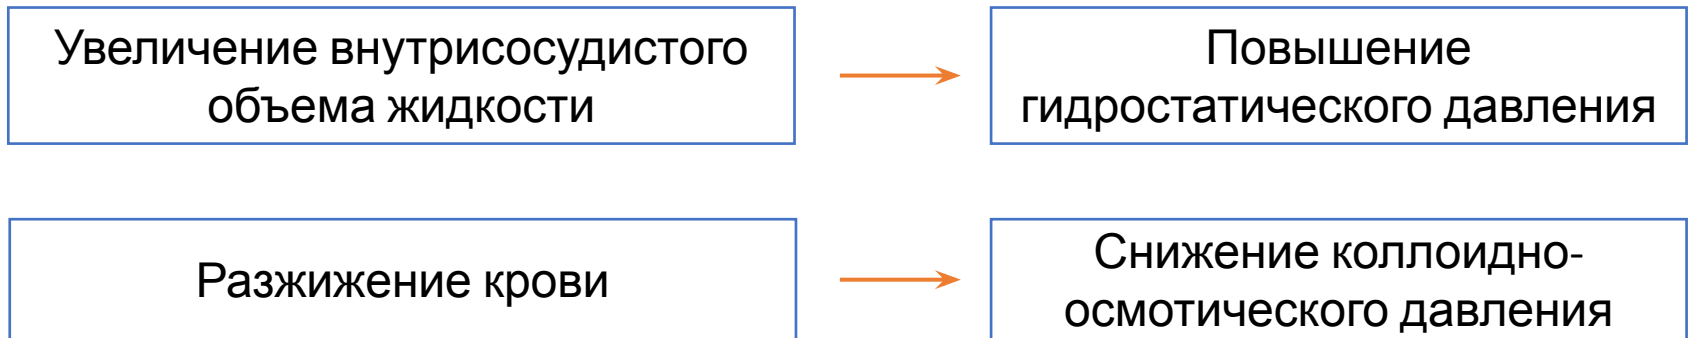 Увеличение внутрисосудистого
объема жидкости
Повышение
гидростатического давления
Разжижение крови
Снижение коллоидно-
осмотического давления